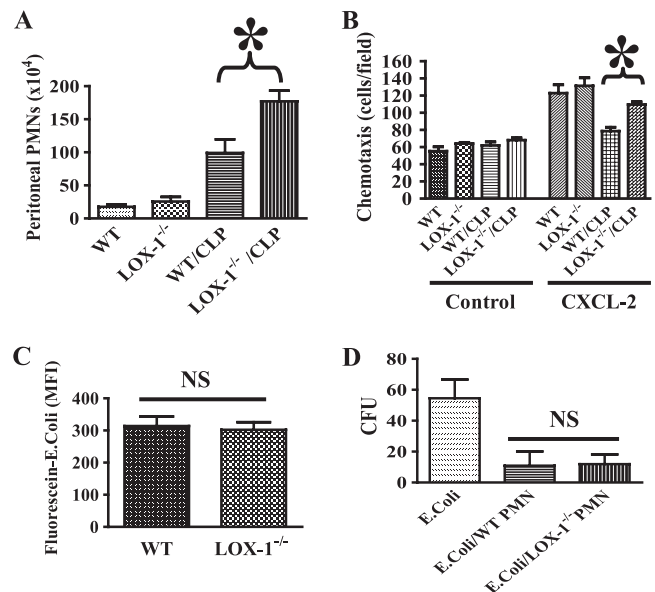 A
Peritoneal PMNs (x10⁴)
200
150
100
50
0
*
WT
LOX-1⁻/⁻
WT/CLP
LOX-1⁻/⁻/CLP
B
Chemotaxis (cells/field)
160
140
120
100
80
60
40
20
0
*
WT
LOX-1⁻/⁻
WT/CLP
LOX-1⁻/⁻/CLP
WT
LOX-1⁻/⁻
WT/CLP
LOX-1⁻/⁻/CLP
Control
CXCL-2
C
Fluorescein-E.Coli (MFI)
400
300
200
100
0
NS
WT
LOX-1⁻/⁻
D
CFU
80
60
40
20
0
NS
E.Coli
E.Coli/WT PMN
E.Coli/LOX-1⁻/⁻PMN